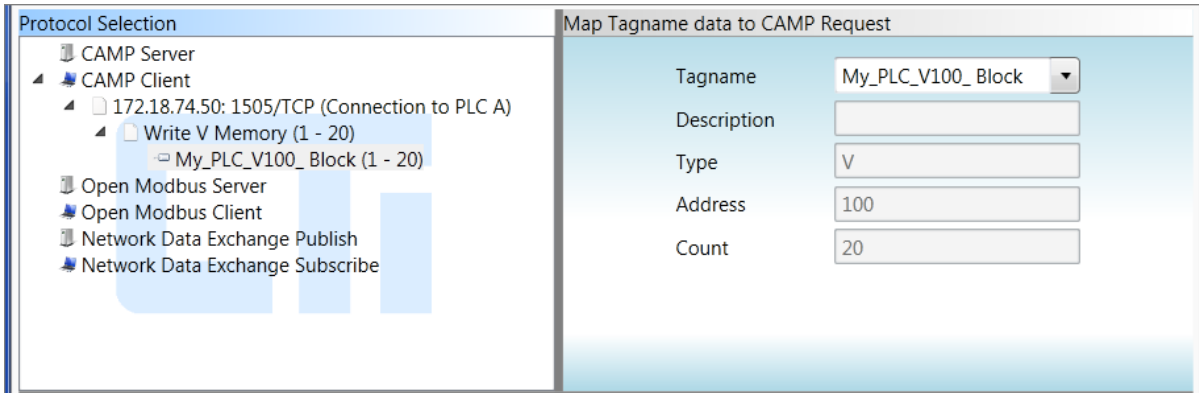 Protocol Selection
CAMP Server
CAMP Client
172.18.74.50: 1505/TCP (Connection to PLC A)
Write V Memory (1 - 20)
My_PLC_V100_ Block (1 - 20)
Open Modbus Server
Open Modbus Client
Network Data Exchange Publish
Network Data Exchange Subscribe
Map Tagname data to CAMP Request
Tagname My_PLC_V100_ Block
Description
Type V
Address 100
Count 20